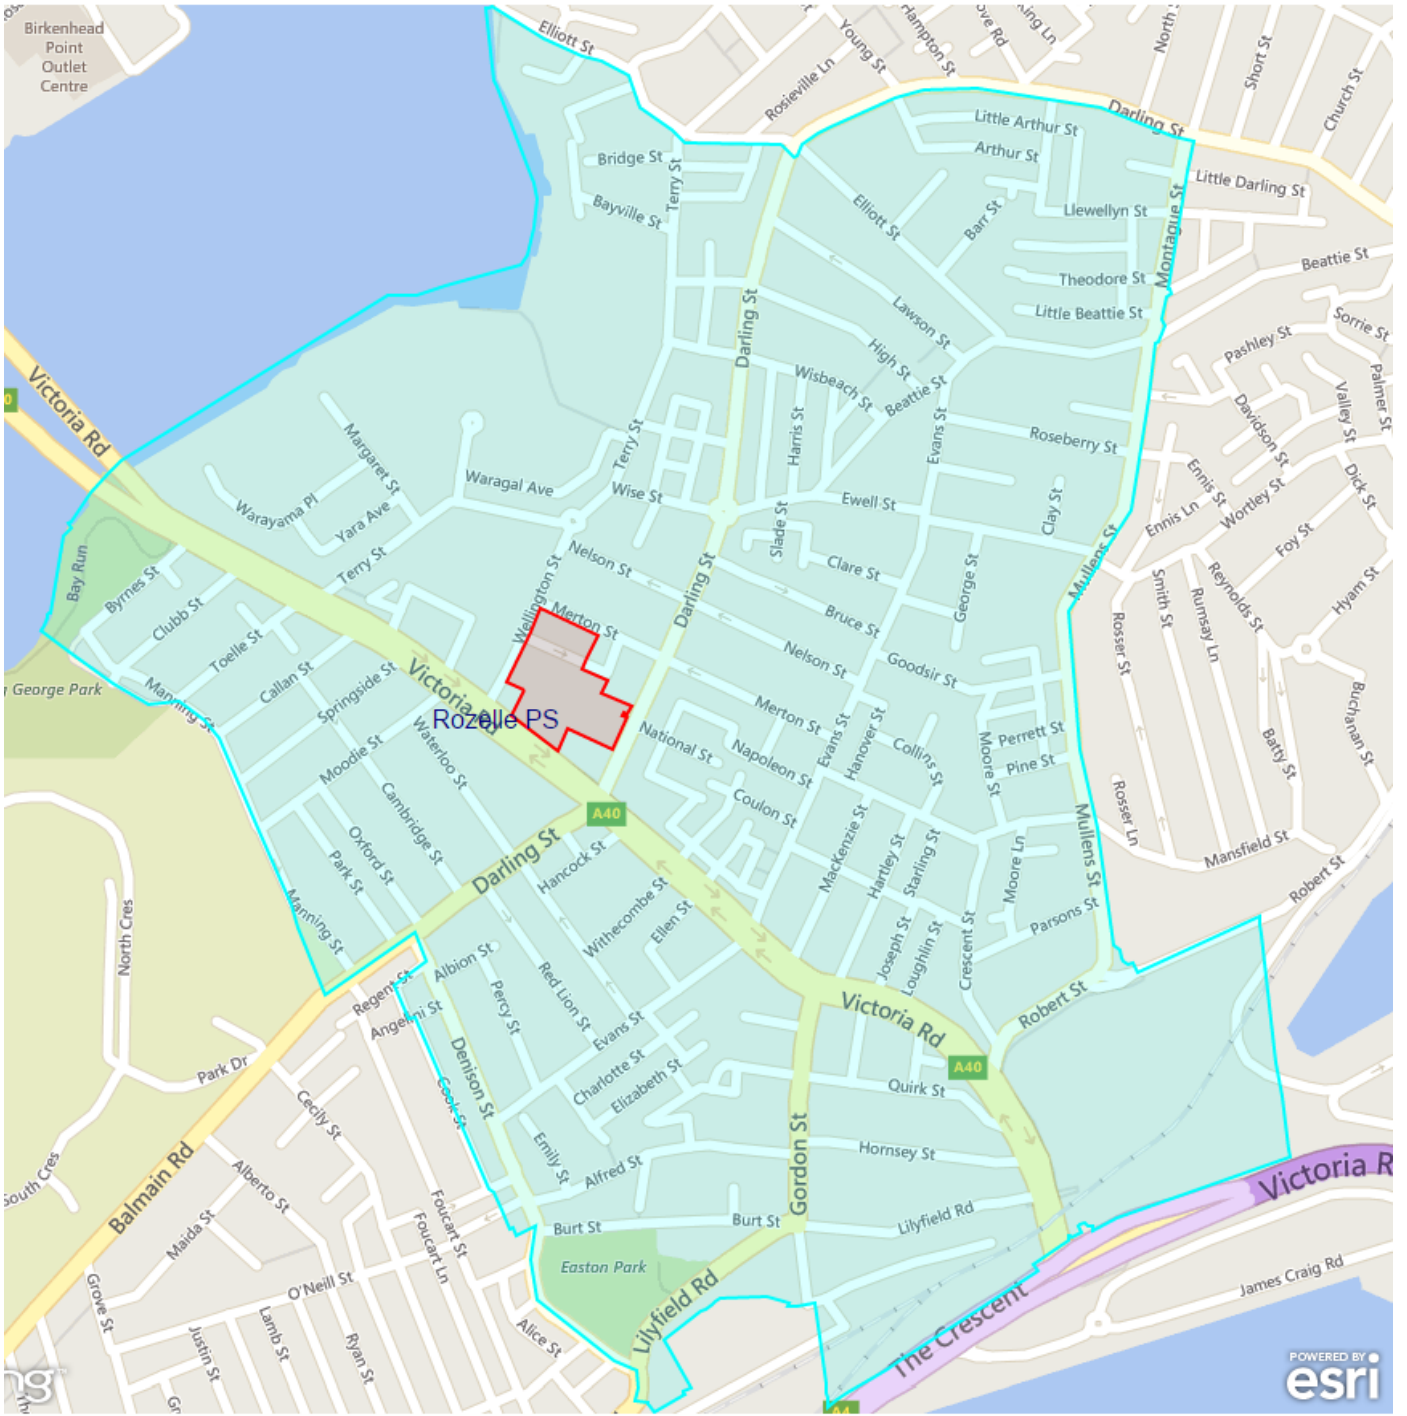 Birkenhead
Point
Outlet
Centre
Elliott St
Young St
Hampton St
King Ln
North
Short St
Church St
Rosieville Ln
Darling St
Little Arthur St
Arthur St
Bridge St
Terry St
Bayville St
Elliott St
Barr St
Llewellyn St
Little Darling St
Montague St
Theodore St
Little Beattie St
Beattie St
Sorrie St
Pashley St
Palmer St
Lawson St
High St
Beattie St
Darling St
Wisbeach St
Harris St
Evans St
Roseberry St
Davidson St
Valley St
Victoria Rd
Margaret St
Terry St
Waragal Ave
Wise St
Ewell St
Clay St
Ennis St
Ennis Ln
Wortley St
Dick St
Foy St
Warayama Pl
Yara Ave
Terry St
Slade St
Nelson St
Clare St
George St
Mullens St
Smith St
Rumsay Ln
Reynolds St
Hyam St
Bay Run
Byrnes St
Clubb St
Toelle St
Wellington St
Merton St
Darling St
Bruce St
Nelson St
Goodsir St
Rosser St
George Park
Manning St
Callan St
Springside St
Victoria Rd
Rozelle PS
Merton St
Buchanan St
Batty St
Moodie St
Waterloo St
National St
Napoleon St
Evans St
Hanover St
Collins St
Moore St
Perrett St
Pine St
Coulon St
Rosser Ln
Cambridge St
Oxford St
Park St
A40
Darling St
Hancock St
MacKenzie St
Hartley St
Starling St
Moore Ln
Mullens St
Mansfield St
Robert St
North Cres
Manning St
Withecombe St
Ellen St
Parsons St
Joseph St
Loughlin St
Crescent St
Albion St
Regent St
Angelini St
Percy St
Red Lion St
Evans St
Victoria Rd
Robert St
Park Dr
Denison St
Cook St
Charlotte St
Elizabeth St
A40
Quirk St
Cecily St
South Cres
Balmain Rd
Alberto St
Maida St
Emily St
Alfred St
Gordon St
Hornsey St
Victoria R
Foucart St
Foucart Ln
Burt St
Burt St
Lilyfield Rd
Easton Park
Grove St
O'Neill St
Lamb St
Justin St
Ryan St
Alice St
Lilyfield Rd
The Crescent
James Craig Rd
A4
POWERED BY
esri